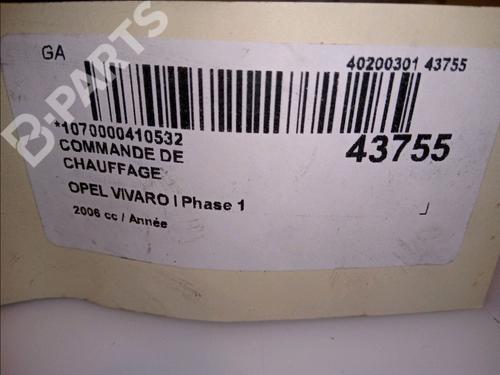 GA
40200301 43755
*1070000410532
43755
COMMANDE DE
CHAUFFAGE
OPEL VIVARO I Phase 1
2006 cc / Année
B-PARTS